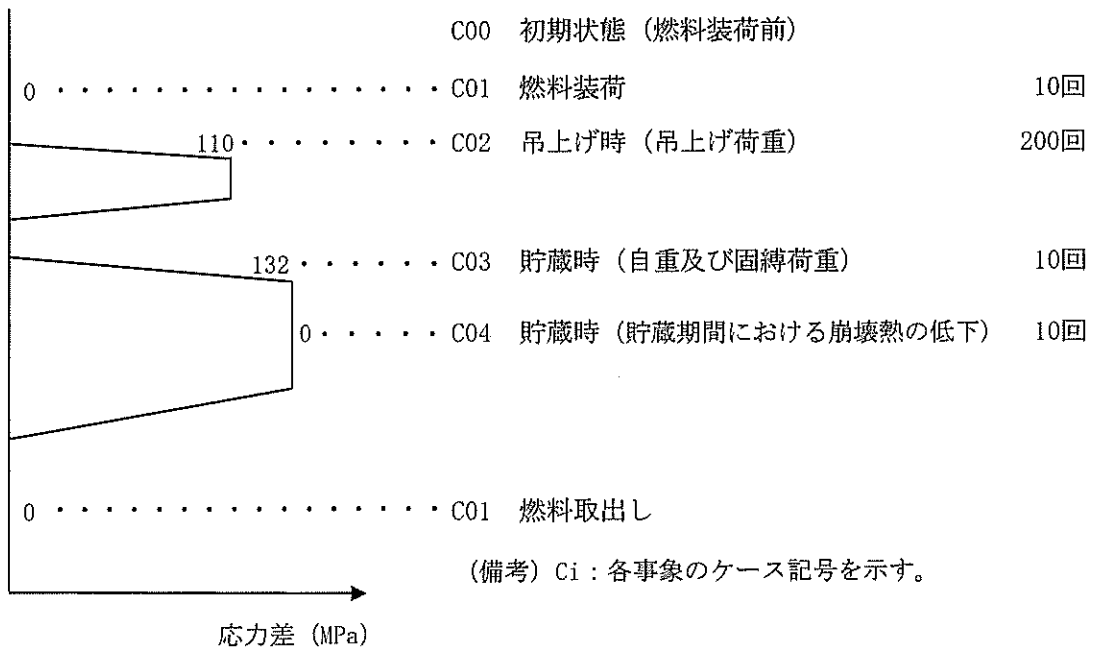 C00 初期状態（燃料装荷前）
0 ・・・・・・・・・・・・・・・・ C01 燃料装荷 10回
110・・・・・・・・ C02 吊上げ時（吊上げ荷重） 200回
132・・・・・・ C03 貯蔵時（自重及び固縛荷重） 10回
0・・・・・ C04 貯蔵時（貯蔵期間における崩壊熱の低下） 10回
0 ・・・・・・・・・・・・・・・・ C01 燃料取出し
（備考）Ci：各事象のケース記号を示す。
応力差（MPa）